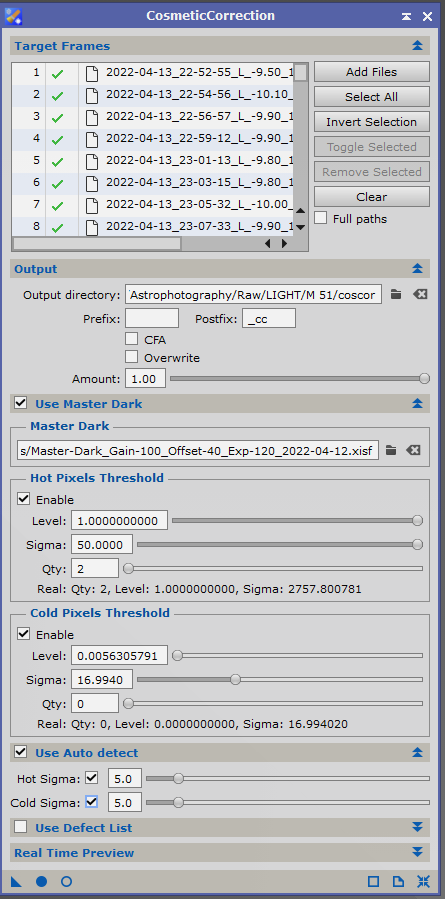 CosmeticCorrection
Target Frames
1 2022-04-13_22-52-55_L_-9.50_1
2 2022-04-13_22-54-56_L_-10.10_
3 2022-04-13_22-56-57_L_-9.90_1
4 2022-04-13_22-59-12_L_-9.90_1
5 2022-04-13_23-01-13_L_-9.80_1
6 2022-04-13_23-03-15_L_-9.80_1
7 2022-04-13_23-05-32_L_-10.00_
8 2022-04-13_23-07-33_L_-9.90_1
Add Files
Select All
Invert Selection
Toggle Selected
Remove Selected
Clear
Full paths
Output
Output directory: Astrophotography/Raw/LIGHT/M 51/coscor
Prefix: Postfix: _cc
CFA
Overwrite
Amount: 1.00
Use Master Dark
Master Dark
s/Master-Dark_Gain-100_Offset-40_Exp-120_2022-04-12.xisf
Hot Pixels Threshold
Enable
Level: 1.0000000000
Sigma: 50.0000
Qty: 2
Real: Qty: 2, Level: 1.0000000000, Sigma: 2757.800781
Cold Pixels Threshold
Enable
Level: 0.0056305791
Sigma: 16.9940
Qty: 0
Real: Qty: 0, Level: 0.0000000000, Sigma: 16.994020
Use Auto detect
Hot Sigma: 5.0
Cold Sigma: 5.0
Use Defect List
Real Time Preview